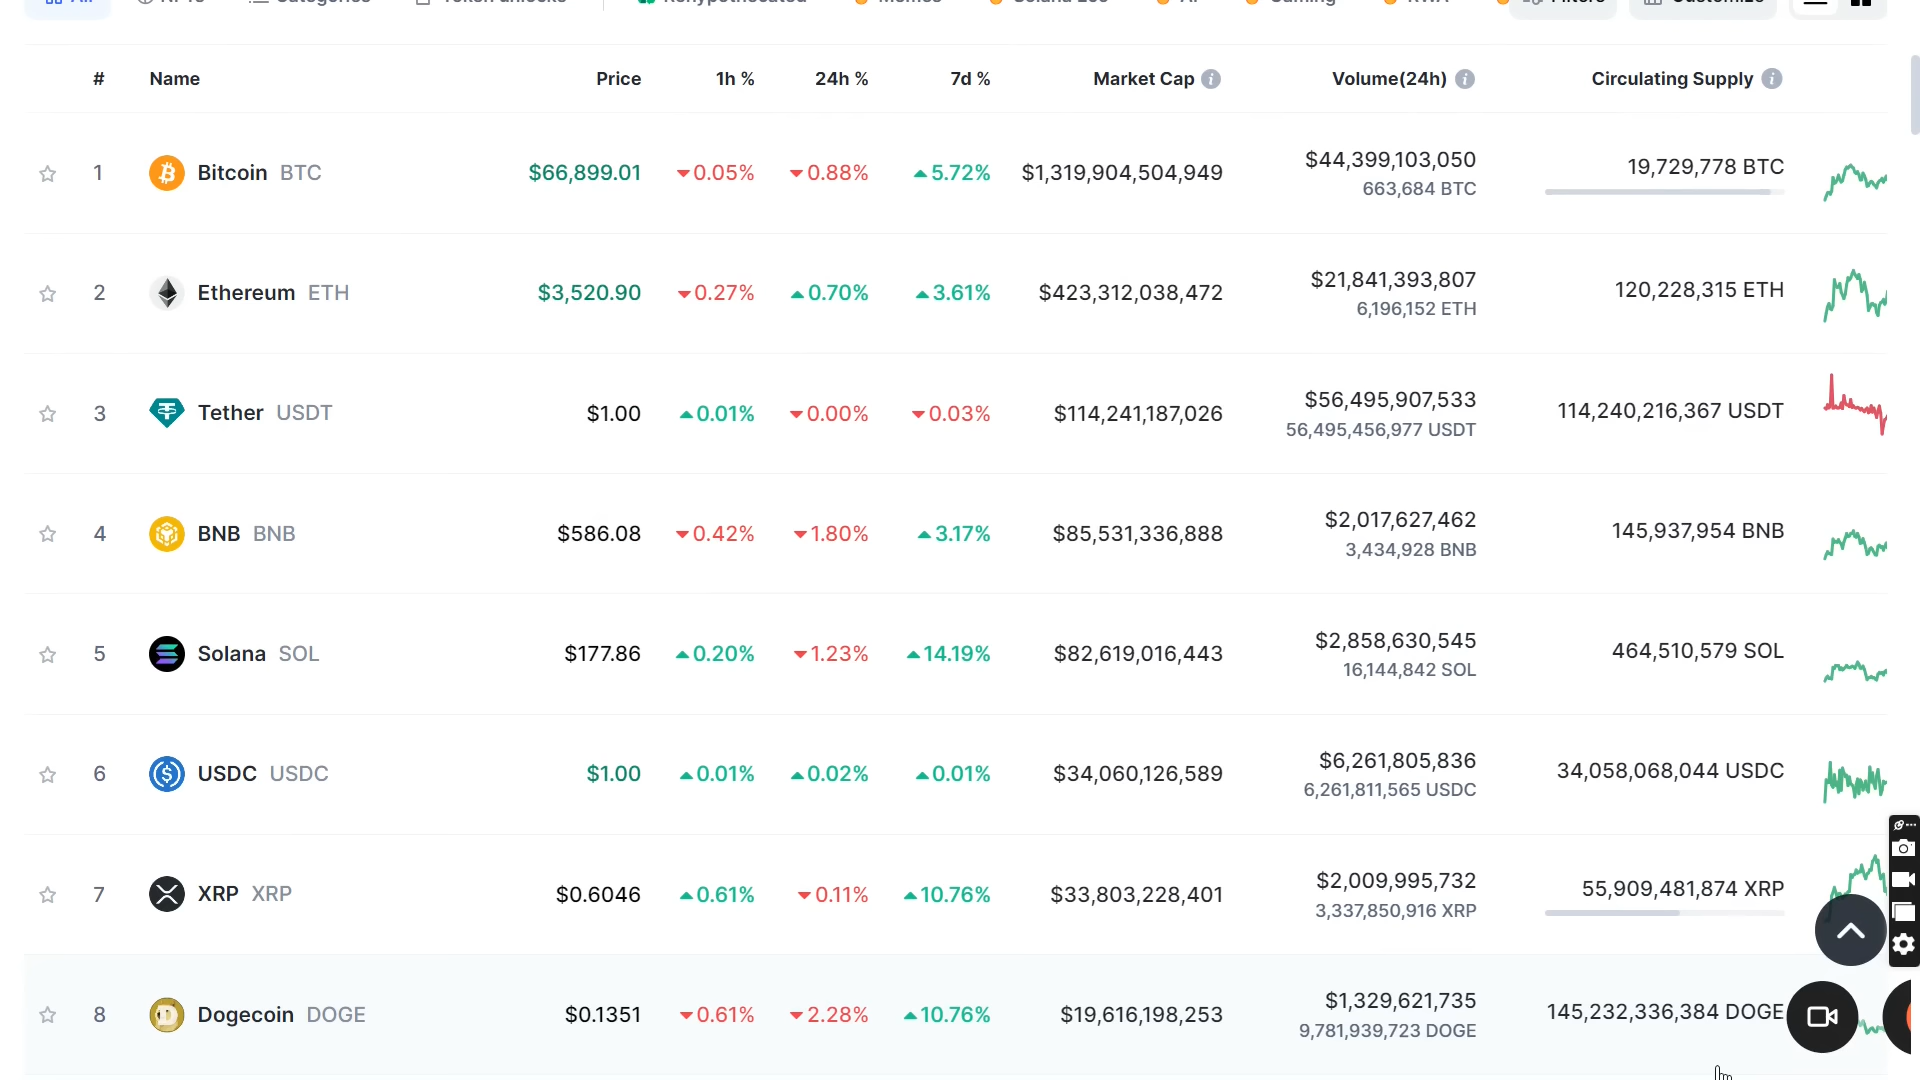 # Name Price 1h % 24h % 7d % Market Cap Volume(24h) Circulating Supply
1 Bitcoin BTC $66,899.01 0.05% 0.88% 5.72% $1,319,904,504,949 $44,399,103,050 19,729,778 BTC
663,684 BTC
2 Ethereum ETH $3,520.90 0.27% 0.70% 3.61% $423,312,038,472 $21,841,393,807 120,228,315 ETH
6,196,152 ETH
3 Tether USDT $1.00 0.01% 0.00% 0.03% $114,241,187,026 $56,495,907,533 114,240,216,367 USDT
56,495,456,977 USDT
4 BNB BNB $586.08 0.42% 1.80% 3.17% $85,531,336,888 $2,017,627,462 145,937,954 BNB
3,434,928 BNB
5 Solana SOL $177.86 0.20% 1.23% 14.19% $82,619,016,443 $2,858,630,545 464,510,579 SOL
16,144,842 SOL
6 USDC USDC $1.00 0.01% 0.02% 0.01% $34,060,126,589 $6,261,805,836 34,058,068,044 USDC
6,261,811,565 USDC
7 XRP XRP $0.6046 0.61% 0.11% 10.76% $33,803,228,401 $2,009,995,732 55,909,481,874 XRP
3,337,850,916 XRP
8 Dogecoin DOGE $0.1351 0.61% 2.28% 10.76% $19,616,198,253 $1,329,621,735 145,232,336,384 DOGE
9,781,939,723 DOGE